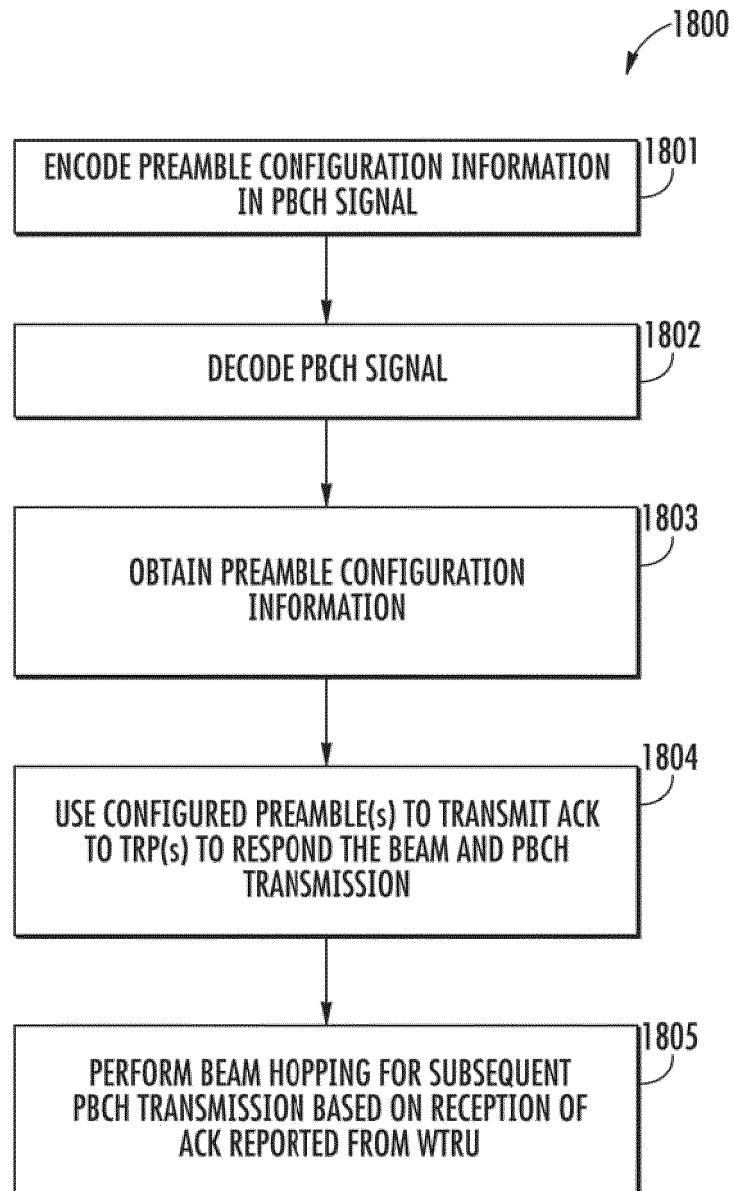 1800
1801
ENCODE PREAMBLE CONFIGURATION INFORMATION
IN PBCH SIGNAL
1802
DECODE PBCH SIGNAL
1803
OBTAIN PREAMBLE CONFIGURATION
INFORMATION
1804
USE CONFIGURED PREAMBLE(s) TO TRANSMIT ACK
TO TRP(s) TO RESPOND THE BEAM AND PBCH
TRANSMISSION
1805
PERFORM BEAM HOPPING FOR SUBSEQUENT
PBCH TRANSMISSION BASED ON RECEPTION OF
ACK REPORTED FROM WTRU